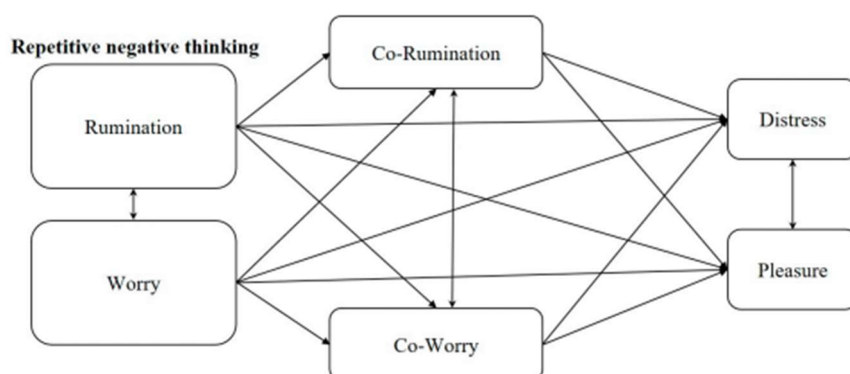 Repetitive negative thinking
Rumination
Worry
Co-Rumination
Co-Worry
Distress
Pleasure